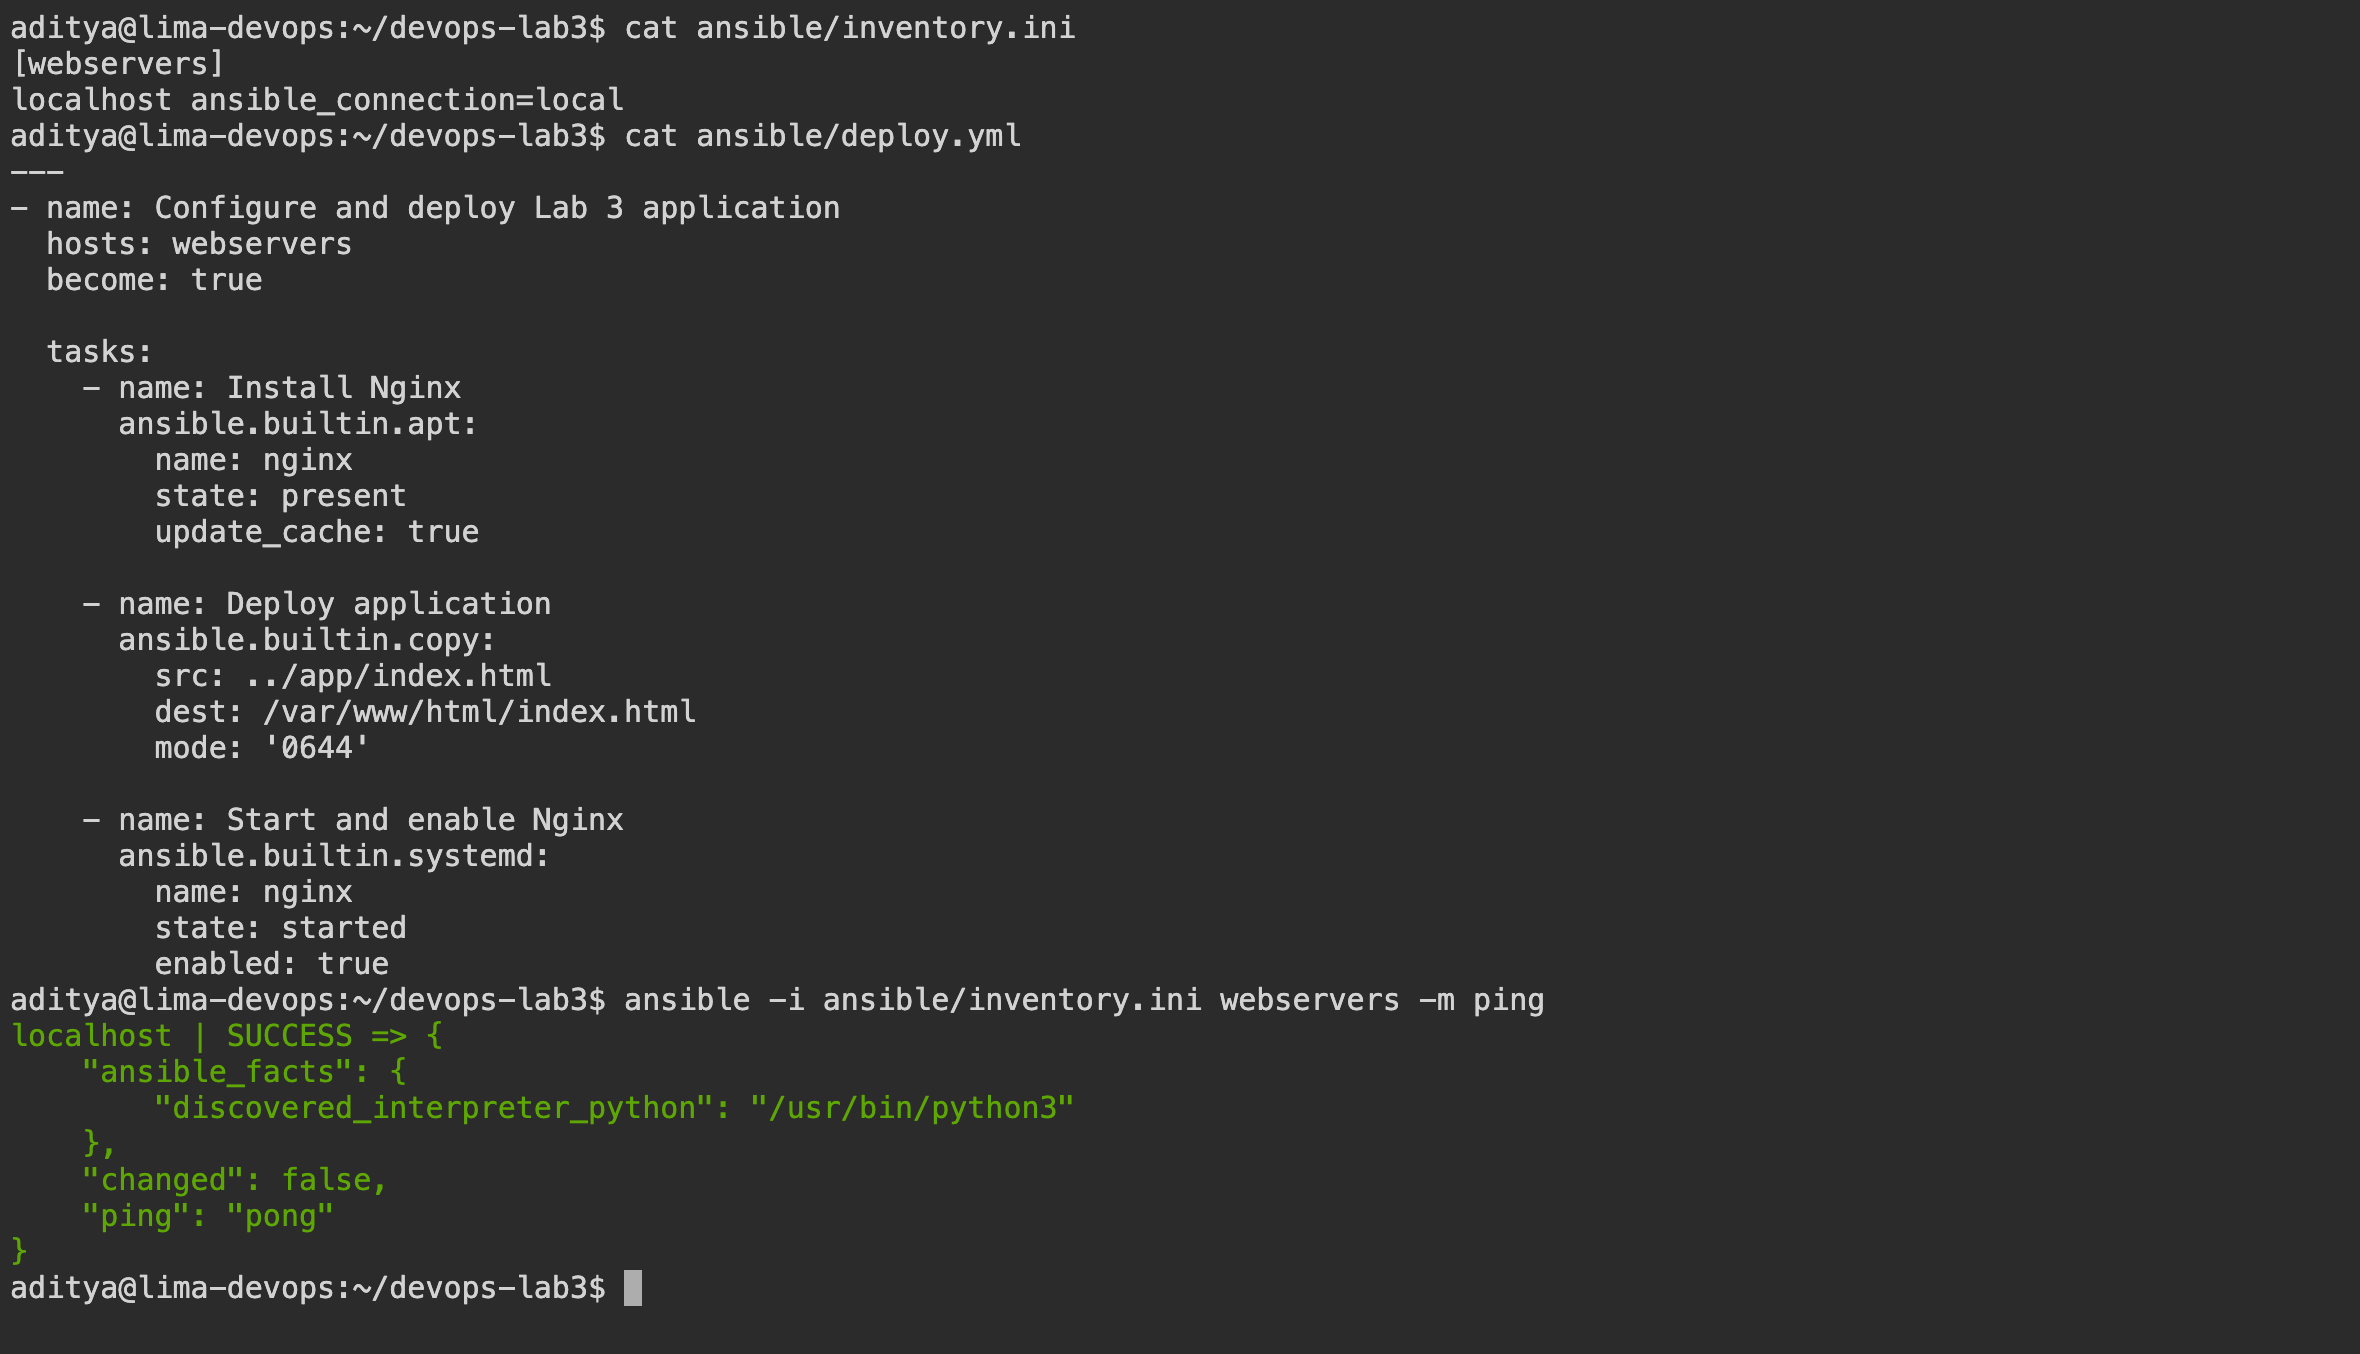 aditya@lima-devops:~/devops-lab3$ cat ansible/inventory.ini
[webservers]
localhost ansible_connection=local
aditya@lima-devops:~/devops-lab3$ cat ansible/deploy.yml
---
- name: Configure and deploy Lab 3 application
  hosts: webservers
  become: true

  tasks:
    - name: Install Nginx
      ansible.builtin.apt:
        name: nginx
        state: present
        update_cache: true

    - name: Deploy application
      ansible.builtin.copy:
        src: ../app/index.html
        dest: /var/www/html/index.html
        mode: '0644'

    - name: Start and enable Nginx
      ansible.builtin.systemd:
        name: nginx
        state: started
        enabled: true
aditya@lima-devops:~/devops-lab3$ ansible -i ansible/inventory.ini webservers -m ping
localhost | SUCCESS => {
    "ansible_facts": {
        "discovered_interpreter_python": "/usr/bin/python3"
    },
    "changed": false,
    "ping": "pong"
}
aditya@lima-devops:~/devops-lab3$